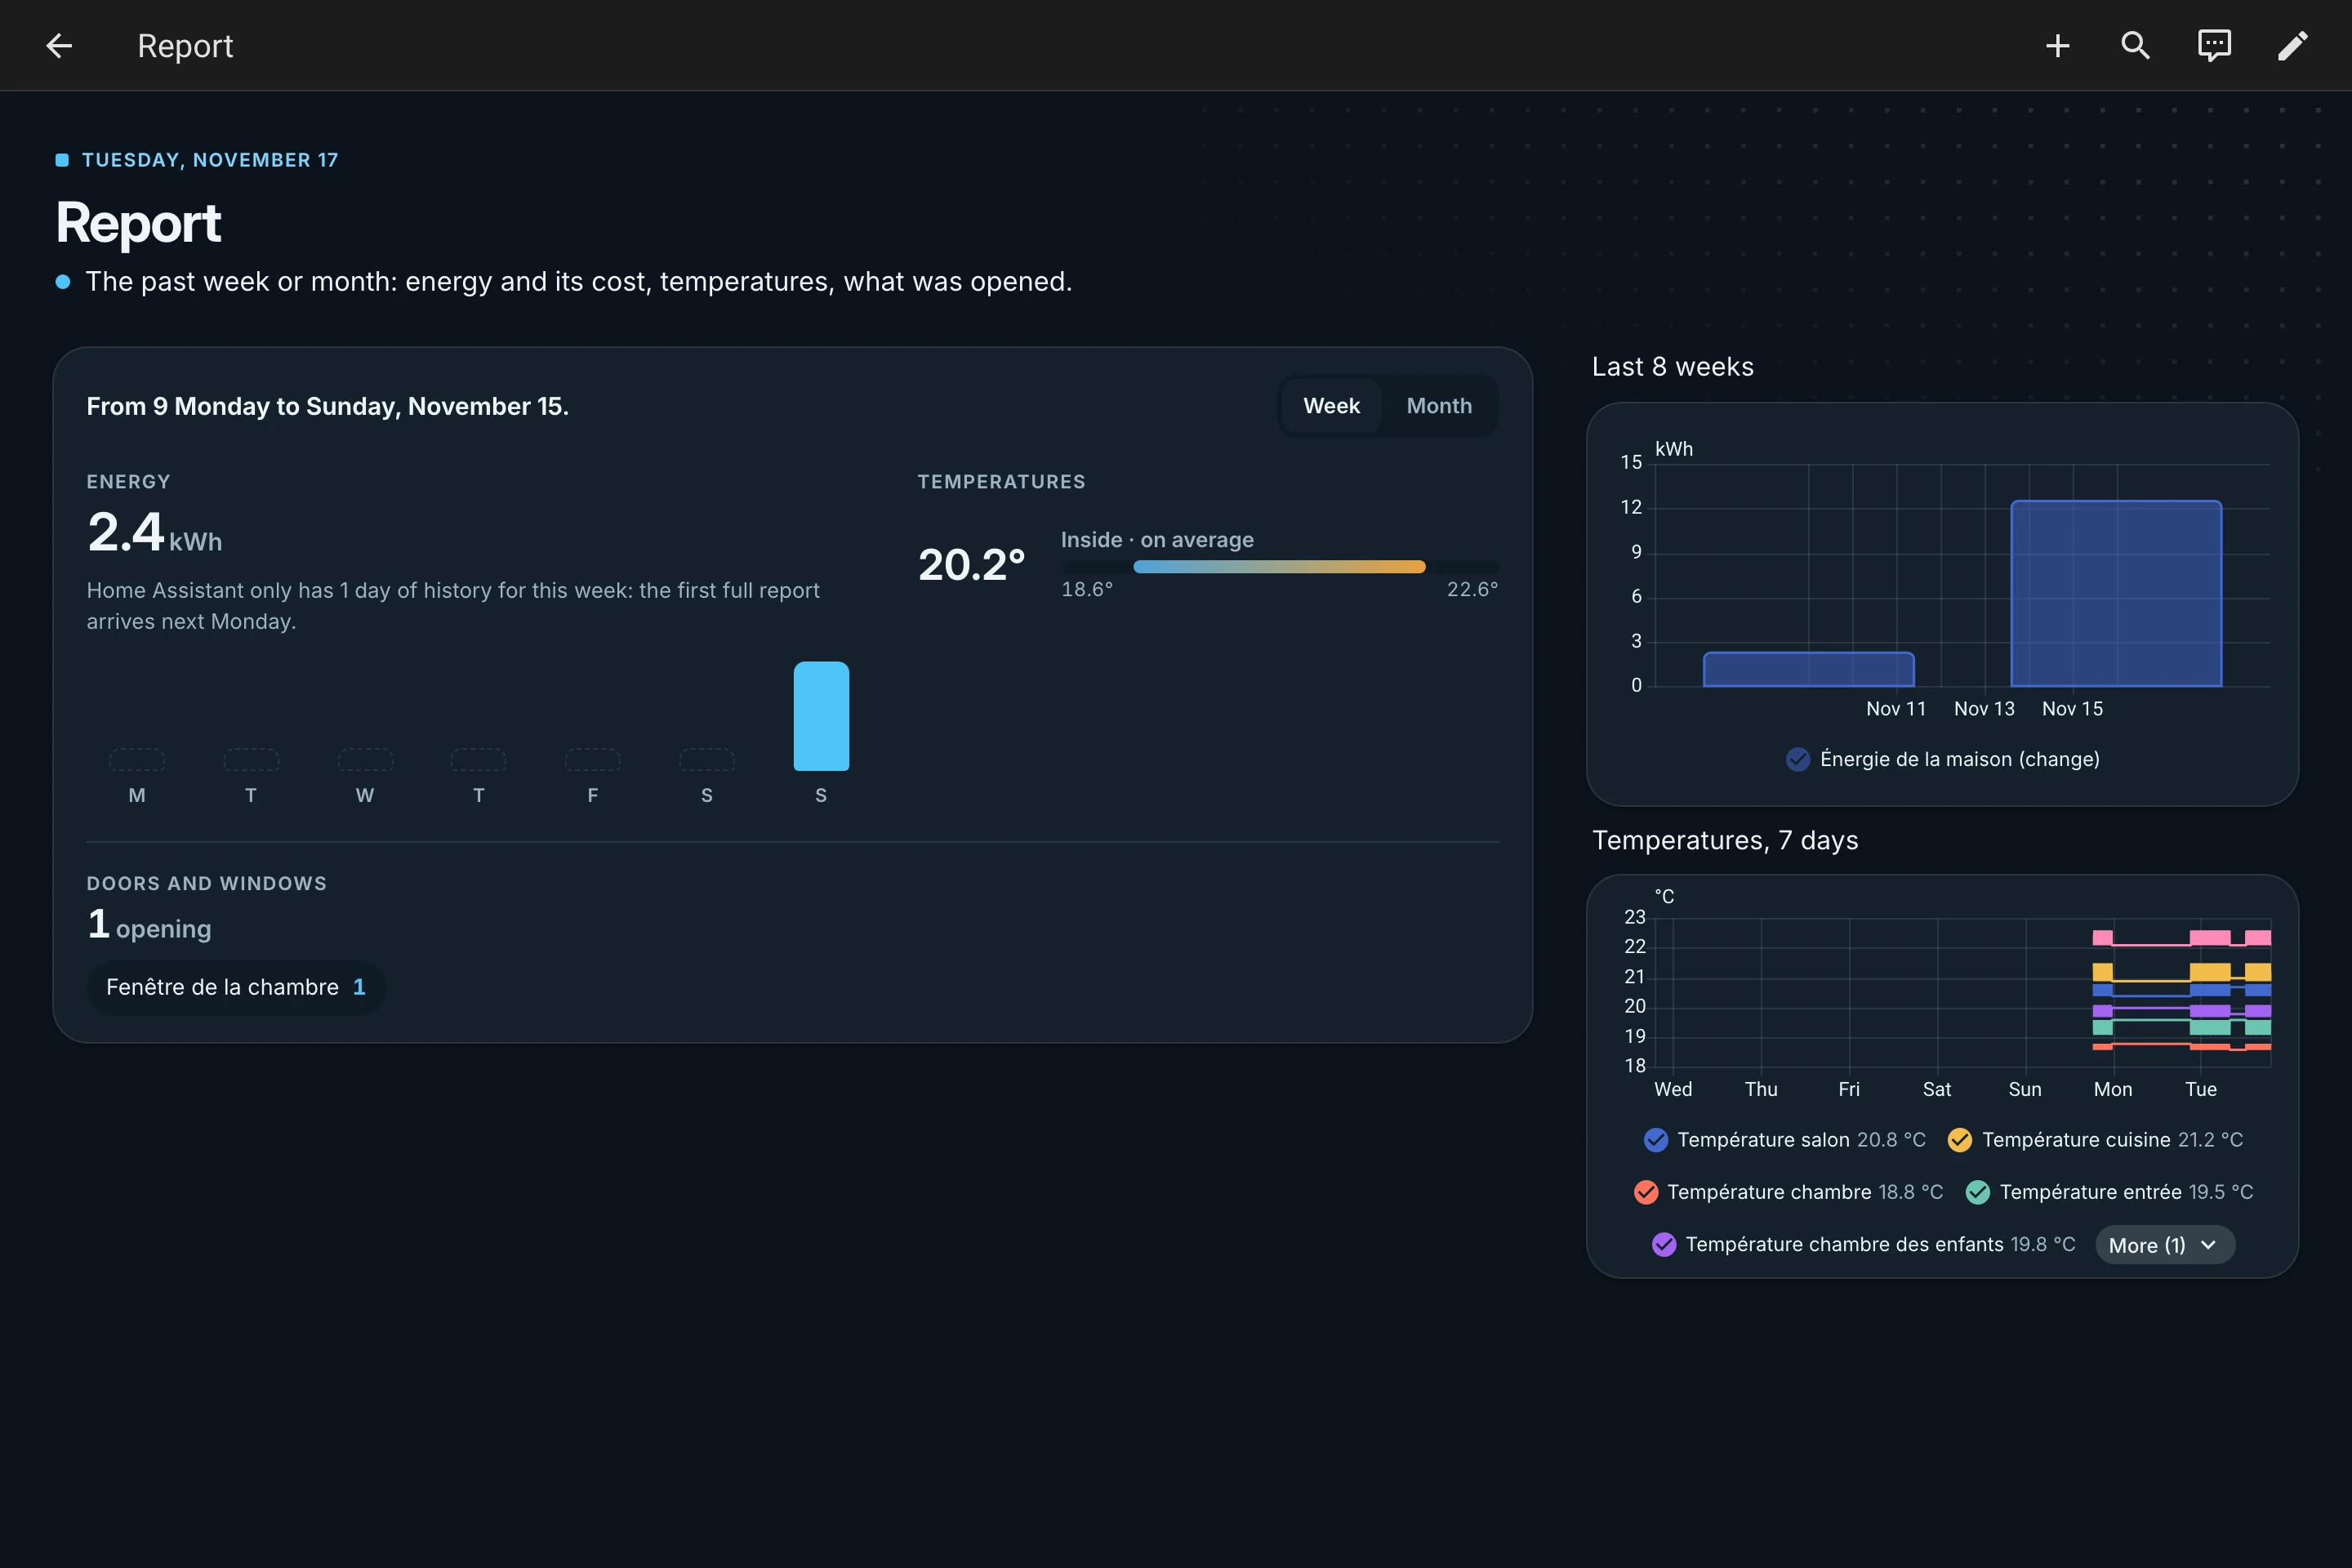 Report
TUESDAY, NOVEMBER 17
Report
The past week or month: energy and its cost, temperatures, what was opened.
From 9 Monday to Sunday, November 15.
Week
Month
ENERGY
2.4 kWh
Home Assistant only has 1 day of history for this week: the first full report
arrives next Monday.
M T W T F S S
TEMPERATURES
20.2°
Inside · on average
18.6° 22.6°
DOORS AND WINDOWS
1 opening
Fenêtre de la chambre 1
Last 8 weeks
kWh
15
12
9
6
3
0
Nov 11 Nov 13 Nov 15
Énergie de la maison (change)
Temperatures, 7 days
°C
23
22
21
20
19
18
Wed Thu Fri Sat Sun Mon Tue
Température salon 20.8 °C Température cuisine 21.2 °C
Température chambre 18.8 °C Température entrée 19.5 °C
Température chambre des enfants 19.8 °C More (1)